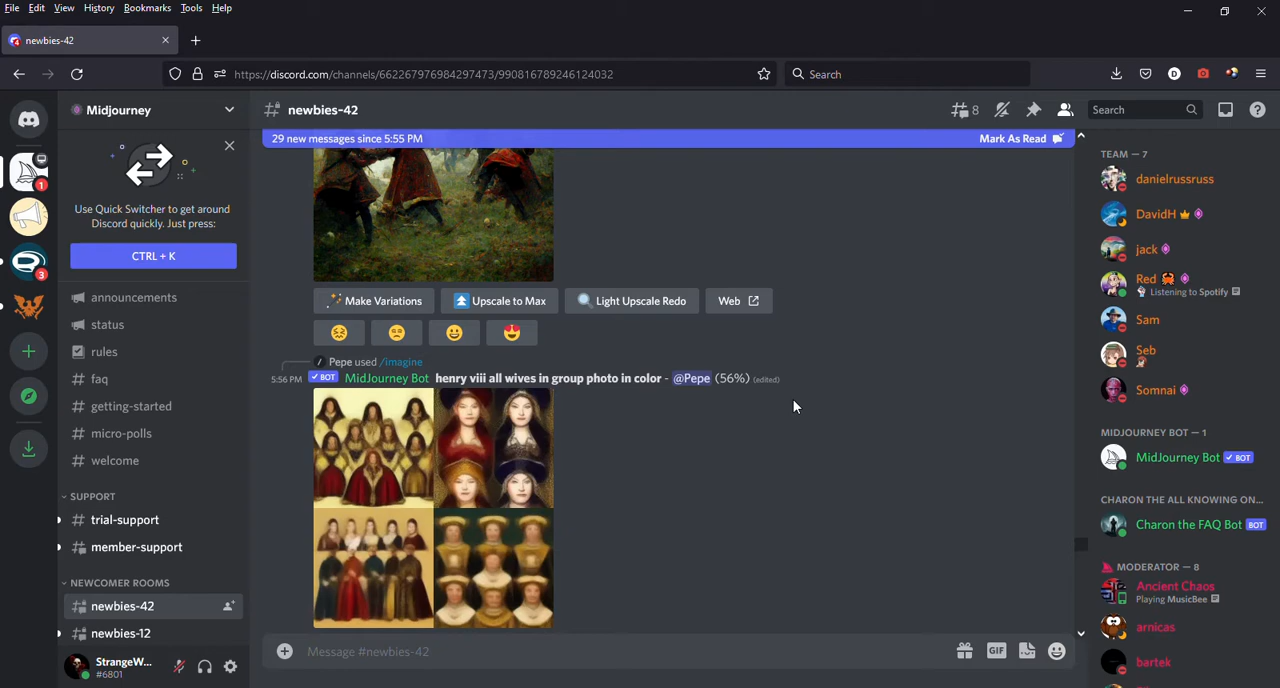 File Edit View History Bookmarks Tools Help
newbies-42
https://discord.com/channels/662267976984297473/990816789246124032
Search
Midjourney
newbies-42
8
Search
29 new messages since 5:55 PM
Mark As Read
Use Quick Switcher to get around
Discord quickly. Just press:
CTRL + K
announcements
status
rules
faq
getting-started
micro-polls
welcome
SUPPORT
trial-support
member-support
NEWCOMER ROOMS
newbies-42
newbies-12
StrangeW...
#6801
Make Variations
Upscale to Max
Light Upscale Redo
Web
Pepe used /imagine
5:56 PM BOT MidJourney Bot henry viii all wives in group photo in color - @Pepe (56%) (edited)
Message #newbies-42
GIF
TEAM — 7
danielrussruss
DavidH
jack
Red
Listening to Spotify
Sam
Seb
Somnai
MIDJOURNEY BOT — 1
MidJourney Bot BOT
CHARON THE ALL KNOWING ON...
Charon the FAQ Bot BOT
MODERATOR — 8
Ancient Chaos
Playing MusicBee
arnicas
bartek
1
3
4
D